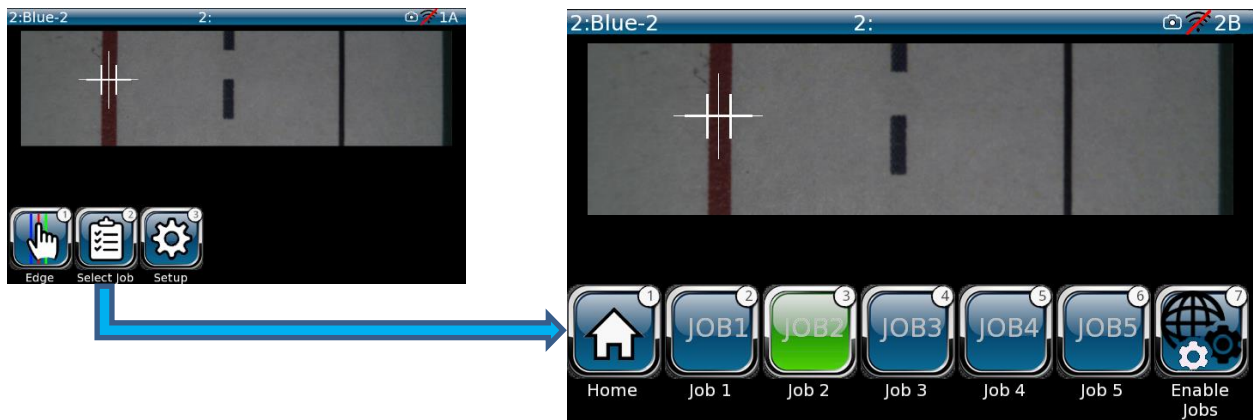 2:Blue-2 2: 1A
1 2 3
Edge Select Job Setup
2:Blue-2 2: 2B
1 2 3 4 5 6 7
JOB1 JOB2 JOB3 JOB4 JOB5
Home Job 1 Job 2 Job 3 Job 4 Job 5 Enable
Jobs